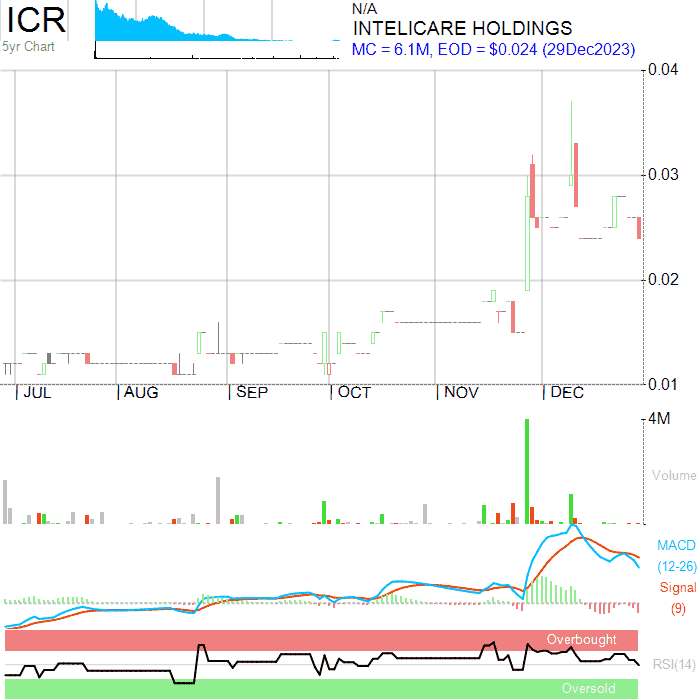 ICR
5yr Chart
N/A
INTELICARE HOLDINGS
MC = 6.1M, EOD = $0.024 (29Dec2023)
0.04
0.03
0.02
0.01
JUL AUG SEP OCT NOV DEC
4M
Volume
MACD
(12-26)
Signal
(9)
Overbought
RSI(14)
Oversold